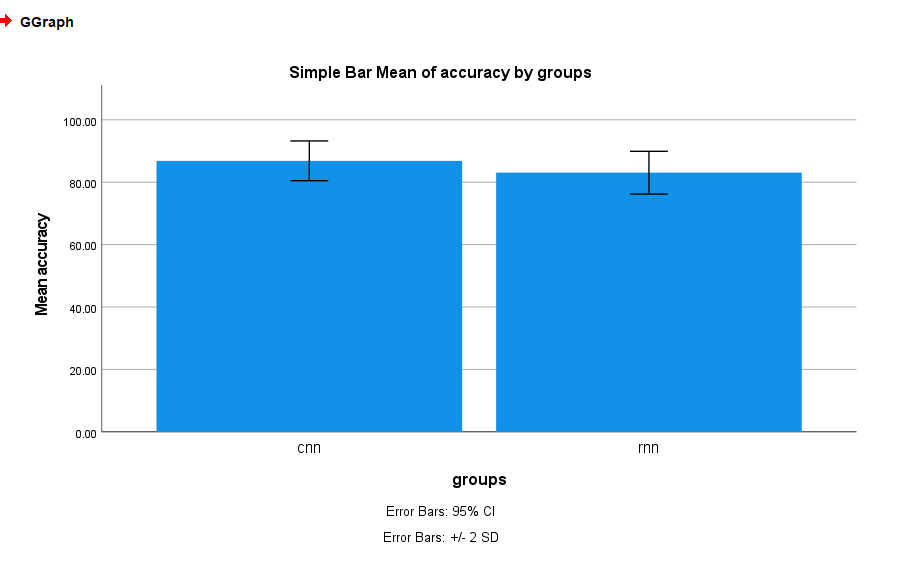 GGraph
Simple Bar Mean of accuracy by groups
Mean accuracy
100.00
80.00
60.00
40.00
20.00
0.00
cnn
rnn
groups
Error Bars: 95% CI
Error Bars: +/- 2 SD